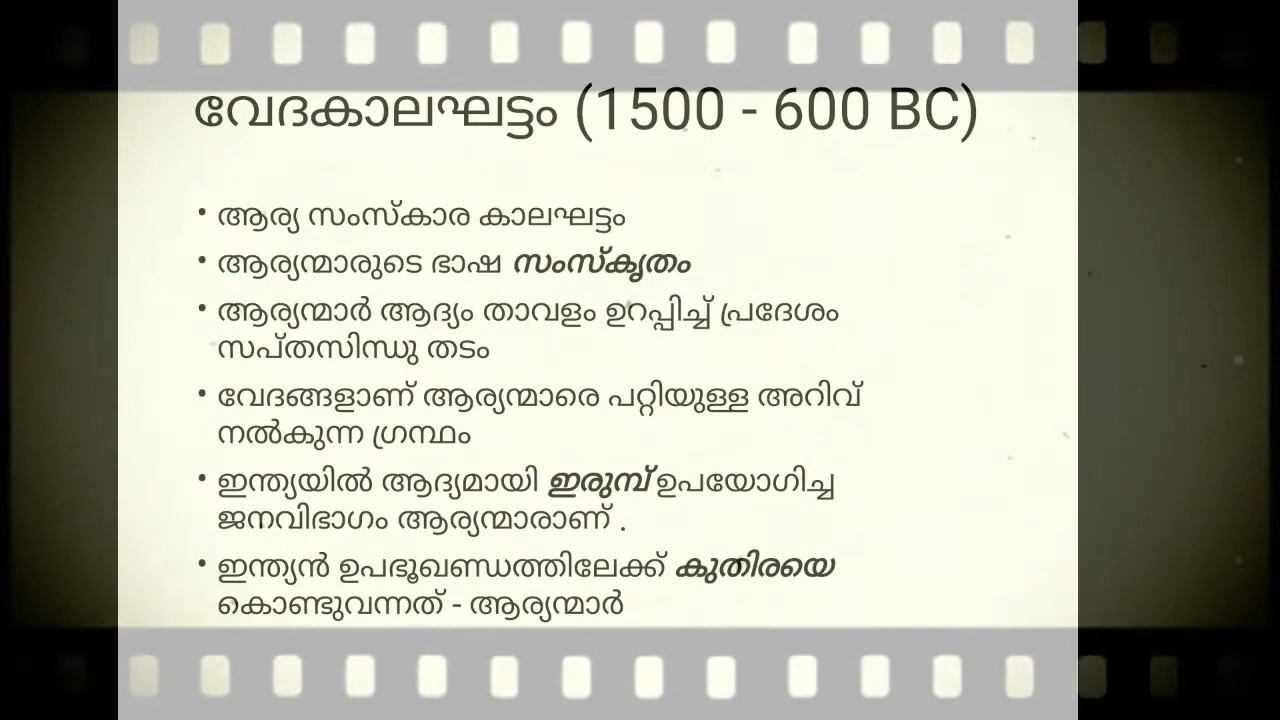 വേദകാലഘട്ടം (1500 - 600 BC)
• ആര്യ സംസ്കാര കാലഘട്ടം
• ആര്യന്മാരുടെ ഭാഷ സംസ്കൃതം
• ആര്യന്മാർ ആദ്യം താവളം ഉറപ്പിച്ച് പ്രദേശം
സപ്തസിന്ധു തടം
• വേദങ്ങളാണ് ആര്യന്മാരെ പറ്റിയുള്ള അറിവ്
നൽകുന്ന ഗ്രന്ഥം
• ഇന്ത്യയിൽ ആദ്യമായി ഇരുമ്പ് ഉപയോഗിച്ച
ജനവിഭാഗം ആര്യന്മാരാണ് .
• ഇന്ത്യൻ ഉപഭൂഖണ്ഡത്തിലേക്ക് കുതിരയെ
കൊണ്ടുവന്നത് - ആര്യന്മാർ